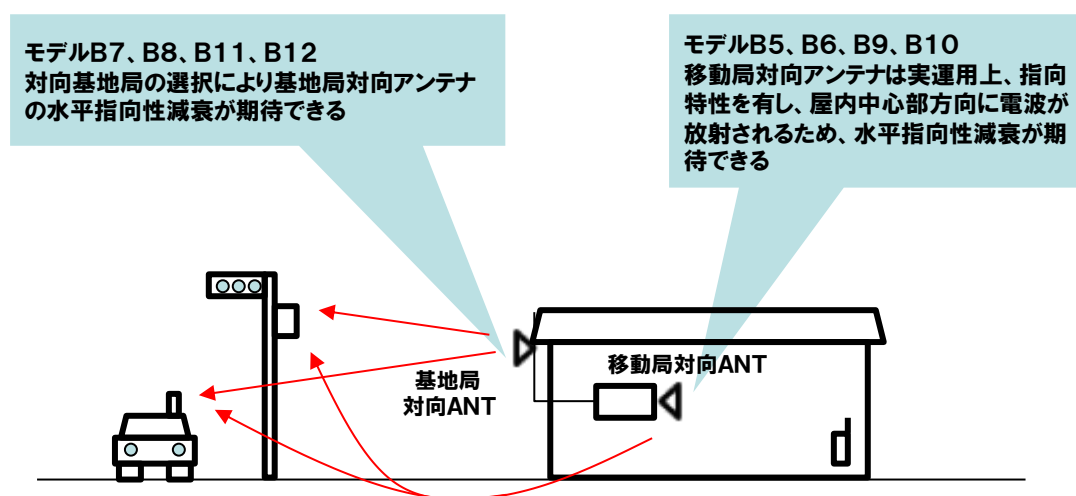 モデルB7、B8、B11、B12
対向基地局の選択により基地局対向アンテナ
の水平指向性減衰が期待できる
モデルB5、B6、B9、B10
移動局対向アンテナは実運用上、指向
特性を有し、屋内中心部方向に電波が
放射されるため、水平指向性減衰が期
待できる
基地局
対向ANT
移動局対向ANT